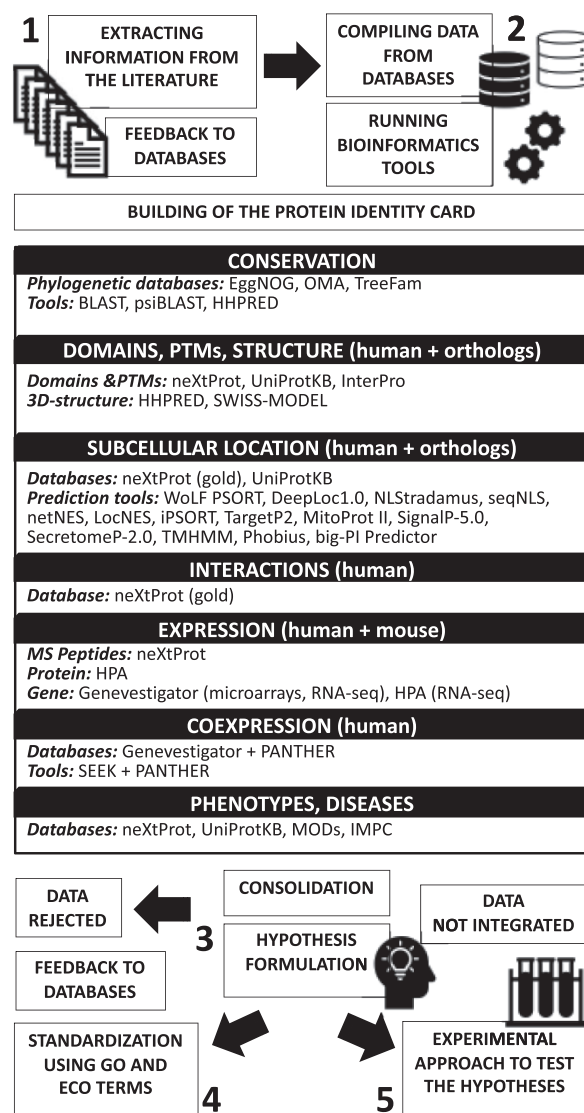 1
EXTRACTING
INFORMATION FROM
THE LITERATURE
FEEDBACK TO
DATABASES
COMPILING DATA
FROM
DATABASES
2
RUNNING
BIOINFORMATICS
TOOLS
BUILDING OF THE PROTEIN IDENTITY CARD
CONSERVATION
Phylogenetic databases: EggNOG, OMA, TreeFam
Tools: BLAST, psiBLAST, HHPRED
DOMAINS, PTMs, STRUCTURE (human + orthologs)
Domains &PTMs: neXtProt, UniProtKB, InterPro
3D-structure: HHPRED, SWISS-MODEL
SUBCELLULAR LOCATION (human + orthologs)
Databases: neXtProt (gold), UniProtKB
Prediction tools: WoLF PSORT, DeepLoc1.0, NLStradamus, seqNLS,
netNES, LocNES, iPSORT, TargetP2, MitoProt II, SignalP-5.0,
SecretomeP-2.0, TMHMM, Phobius, big-PI Predictor
INTERACTIONS (human)
Database: neXtProt (gold)
EXPRESSION (human + mouse)
MS Peptides: neXtProt
Protein: HPA
Gene: Genevestigator (microarrays, RNA-seq), HPA (RNA-seq)
COEXPRESSION (human)
Databases: Genevestigator + PANTHER
Tools: SEEK + PANTHER
PHENOTYPES, DISEASES
Databases: neXtProt, UniProtKB, MODs, IMPC
DATA
REJECTED
3
CONSOLIDATION
HYPOTHESIS
FORMULATION
DATA
NOT INTEGRATED
FEEDBACK TO
DATABASES
STANDARDIZATION
USING GO AND
ECO TERMS
4
5
EXPERIMENTAL
APPROACH TO TEST
THE HYPOTHESES